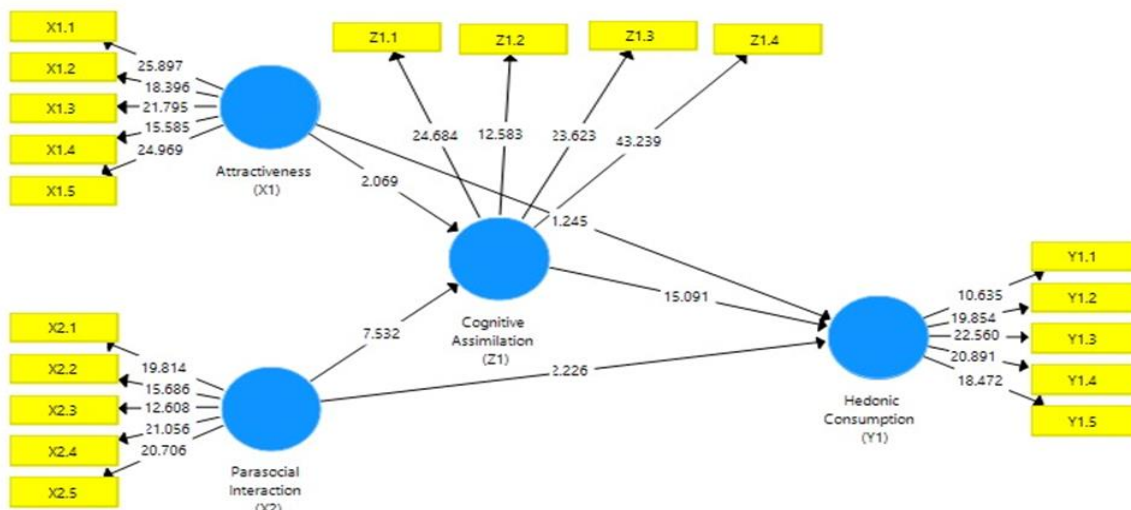 X1.1
X1.2
X1.3
X1.4
X1.5
25.897
18.396
21.795
15.585
24.969
Attractiveness
(X1)
Z1.1
Z1.2
Z1.3
Z1.4
24.684
12.583
23.623
43.239
2.069
1.245
Cognitive
Assimilation
(Z1)
7.532
15.091
2.226
X2.1
X2.2
X2.3
X2.4
X2.5
19.814
15.686
12.608
21.056
20.706
Parasocial
Interaction
(X2)
Hedonic
Consumption
(Y1)
10.635
19.854
22.560
20.891
18.472
Y1.1
Y1.2
Y1.3
Y1.4
Y1.5